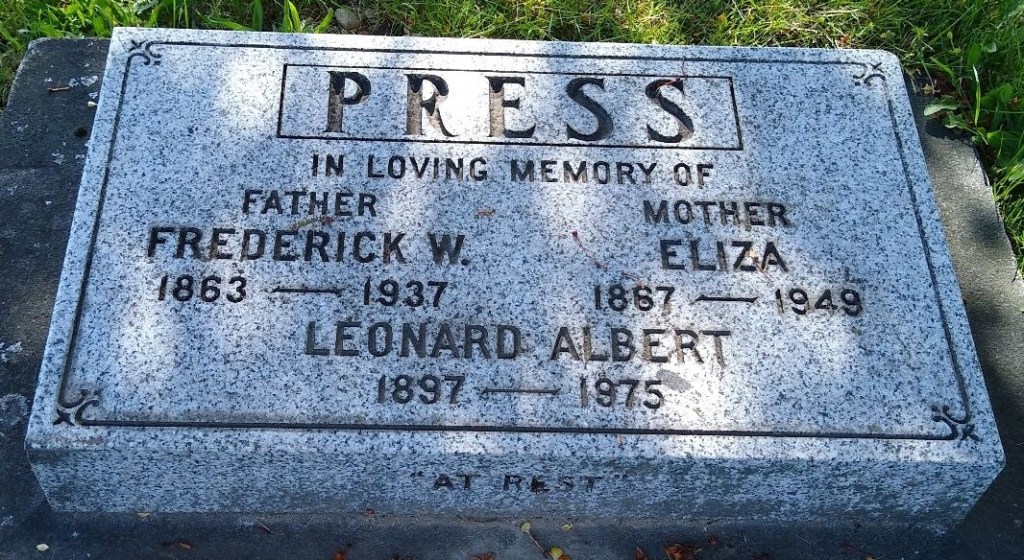 PRESS
IN LOVING MEMORY OF
FATHER MOTHER
FREDERICK W. ELIZA
1863 — 1937 1867 — 1949
LEONARD ALBERT
1897 — 1975
"AT REST"